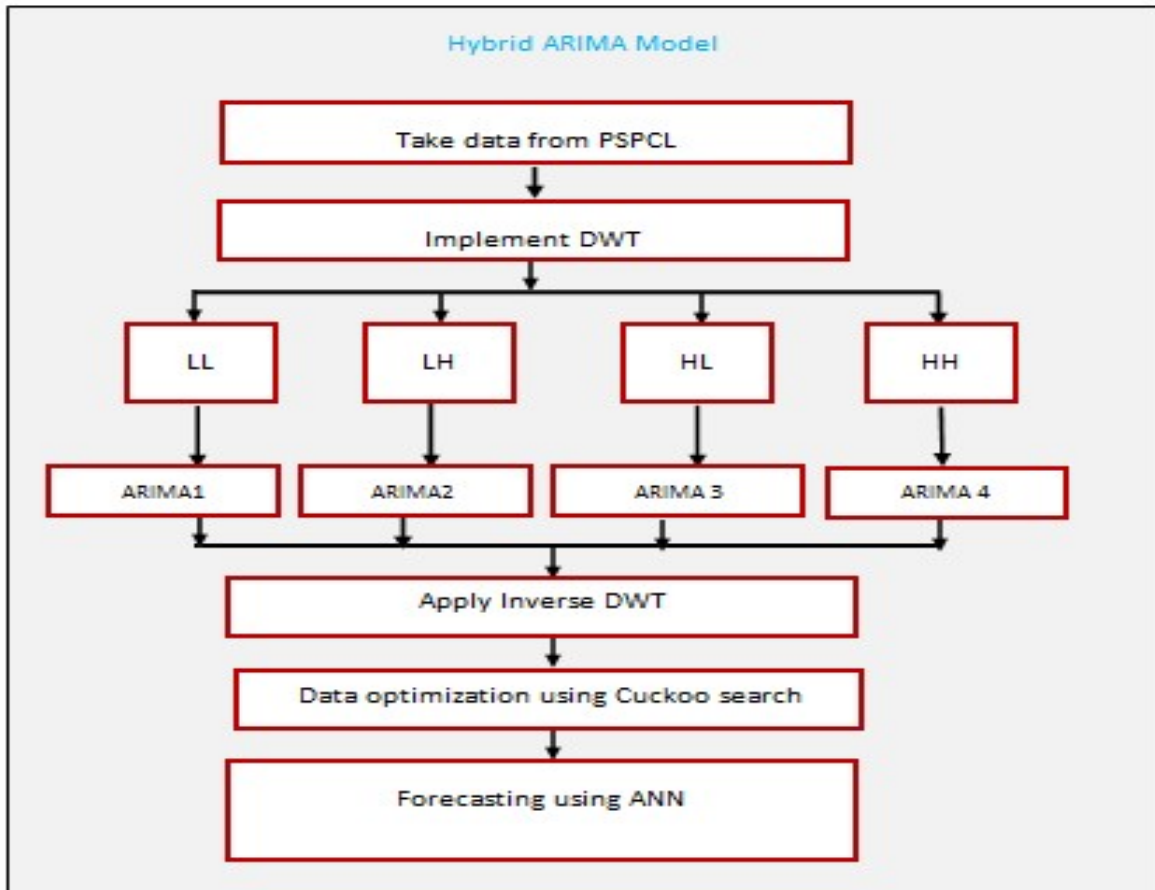 Hybrid ARIMA Model
Take data from PSPCL
Implement DWT
LL
LH
HL
HH
ARIMA1
ARIMA2
ARIMA 3
ARIMA 4
Apply Inverse DWT
Data optimization using Cuckoo search
Forecasting using ANN